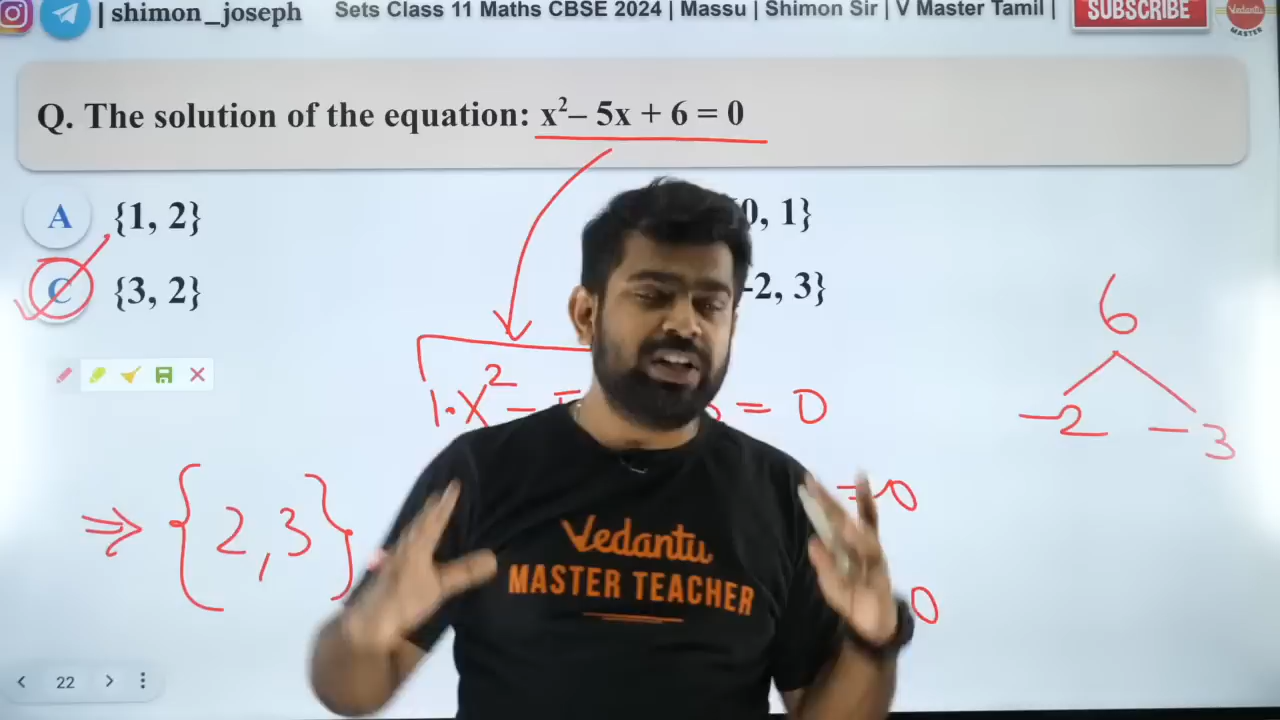 | shimon_joseph
Sets Class 11 Maths CBSE 2024 | Massu | Shimon Sir | V Master Tamil |
SUBSCRIBE
Vedantu
MASTER
Q. The solution of the equation: x²– 5x + 6 = 0
A {1, 2}
0, 1}
C {3, 2}
-2, 3}
6
-2 -3
1·x² – = 0
=0
⇒ {2,3}
0
Vedantu
MASTER TEACHER
22